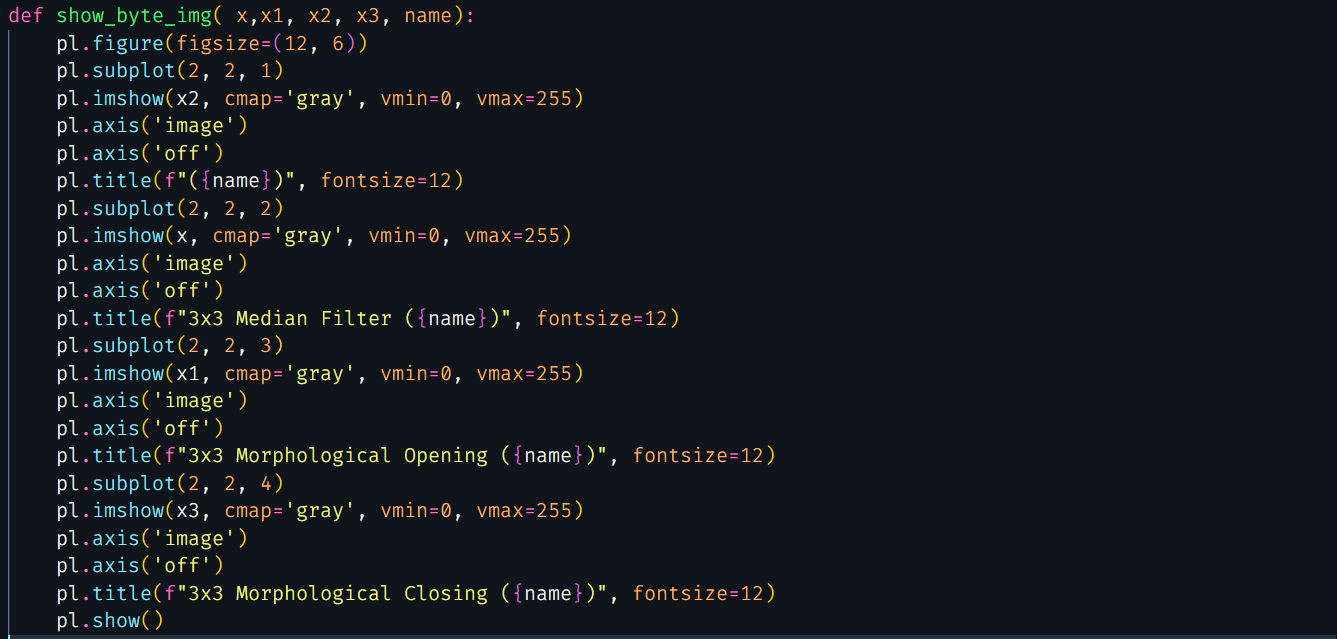 def show_byte_img( x,x1, x2, x3, name):
    pl.figure(figsize=(12, 6))
    pl.subplot(2, 2, 1)
    pl.imshow(x2, cmap='gray', vmin=0, vmax=255)
    pl.axis('image')
    pl.axis('off')
    pl.title(f"({name})", fontsize=12)
    pl.subplot(2, 2, 2)
    pl.imshow(x, cmap='gray', vmin=0, vmax=255)
    pl.axis('image')
    pl.axis('off')
    pl.title(f"3x3 Median Filter ({name})", fontsize=12)
    pl.subplot(2, 2, 3)
    pl.imshow(x1, cmap='gray', vmin=0, vmax=255)
    pl.axis('image')
    pl.axis('off')
    pl.title(f"3x3 Morphological Opening ({name})", fontsize=12)
    pl.subplot(2, 2, 4)
    pl.imshow(x3, cmap='gray', vmin=0, vmax=255)
    pl.axis('image')
    pl.axis('off')
    pl.title(f"3x3 Morphological Closing ({name})", fontsize=12)
    pl.show()